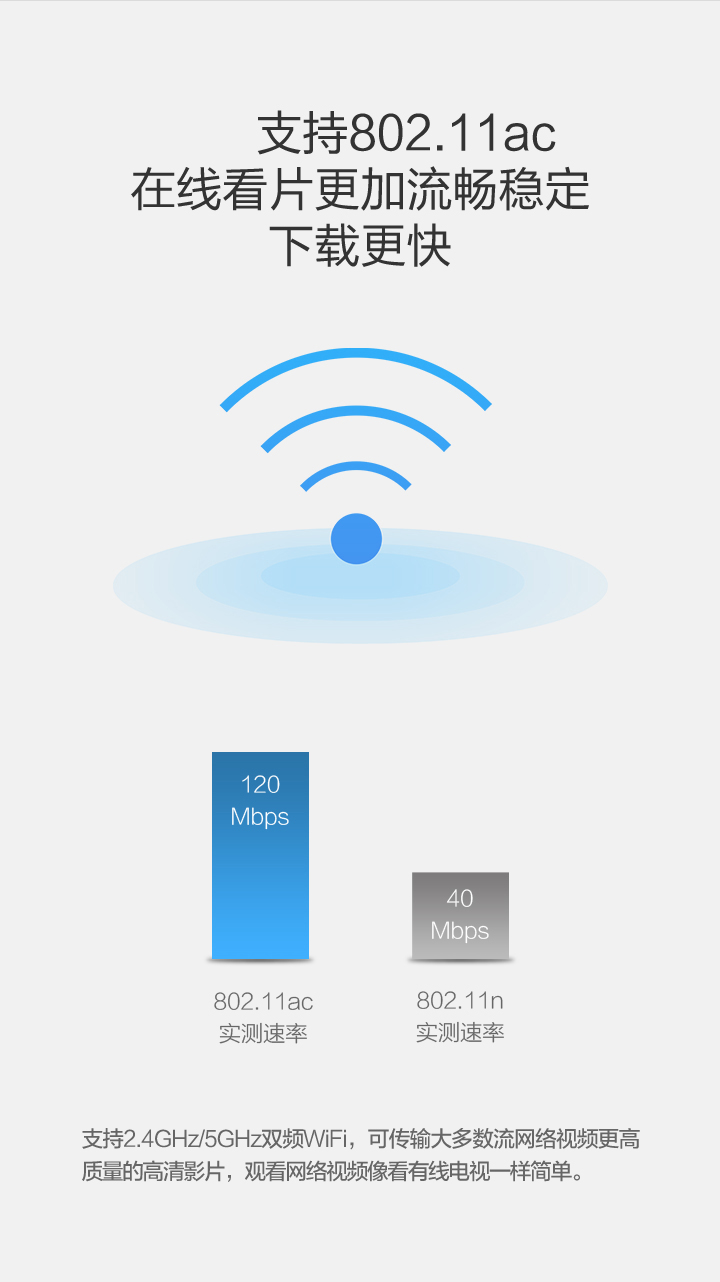 支持802.11ac
在线看片更加流畅稳定
下载更快
120
Mbps
40
Mbps
802.11ac
实测速率
802.11n
实测速率
支持2.4GHz/5GHz双频WiFi，可传输大多数流网络视频更高
质量的高清影片，观看网络视频像看有线电视一样简单。